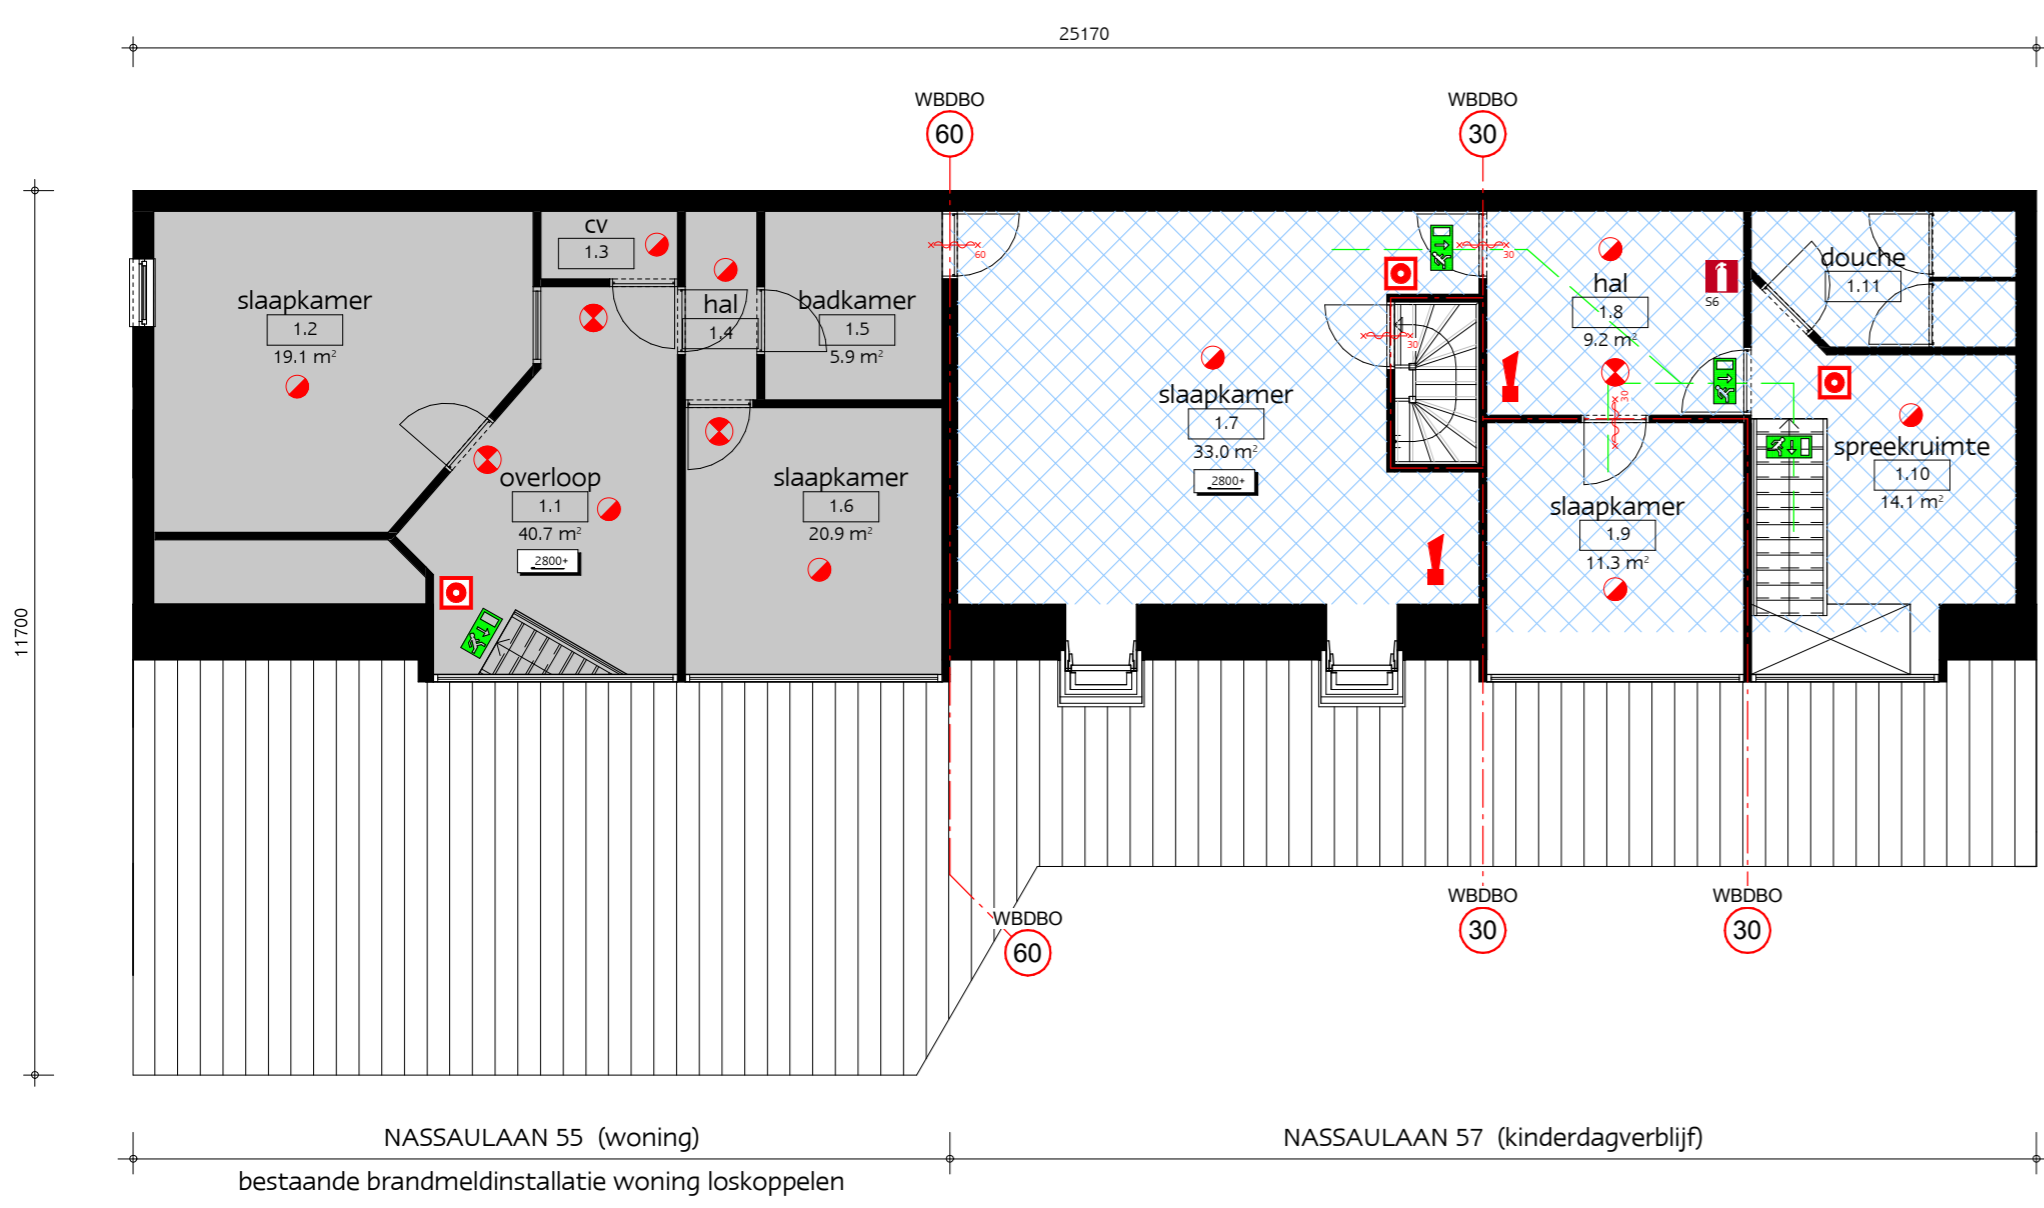 25170
WBDBO
60
WBDBO
30
11700
slaapkamer
1.2
19.1 m²
cv
1.3
hal
1.4
badkamer
1.5
5.9 m²
overloop
1.1
40.7 m²
2800+
slaapkamer
1.6
20.9 m²
60
slaapkamer
1.7
33.0 m²
2800+
30
30
hal
1.8
9.2 m²
S6
30
slaapkamer
1.9
11.3 m²
douche
1.11
spreekruimte
1.10
14.1 m²
WBDBO
60
WBDBO
30
WBDBO
30
NASSAULAAN 55 (woning)
NASSAULAAN 57 (kinderdagverblijf)
bestaande brandmeldinstallatie woning loskoppelen